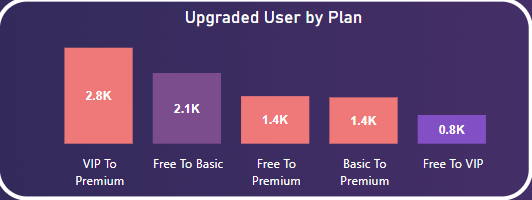 Upgraded User by Plan
2.8K
2.1K
1.4K
1.4K
0.8K
VIP To
Premium
Free To Basic
Free To
Premium
Basic To
Premium
Free To VIP